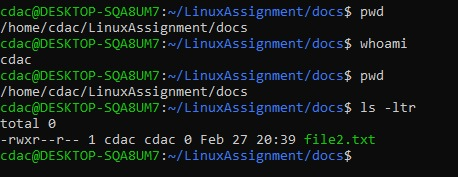 cdac@DESKTOP-SQA8UM7:~/LinuxAssignment/docs$ pwd
/home/cdac/LinuxAssignment/docs
cdac@DESKTOP-SQA8UM7:~/LinuxAssignment/docs$ whoami
cdac
cdac@DESKTOP-SQA8UM7:~/LinuxAssignment/docs$ pwd
/home/cdac/LinuxAssignment/docs
cdac@DESKTOP-SQA8UM7:~/LinuxAssignment/docs$ ls -ltr
total 0
-rwxr--r-- 1 cdac cdac 0 Feb 27 20:39 file2.txt
cdac@DESKTOP-SQA8UM7:~/LinuxAssignment/docs$